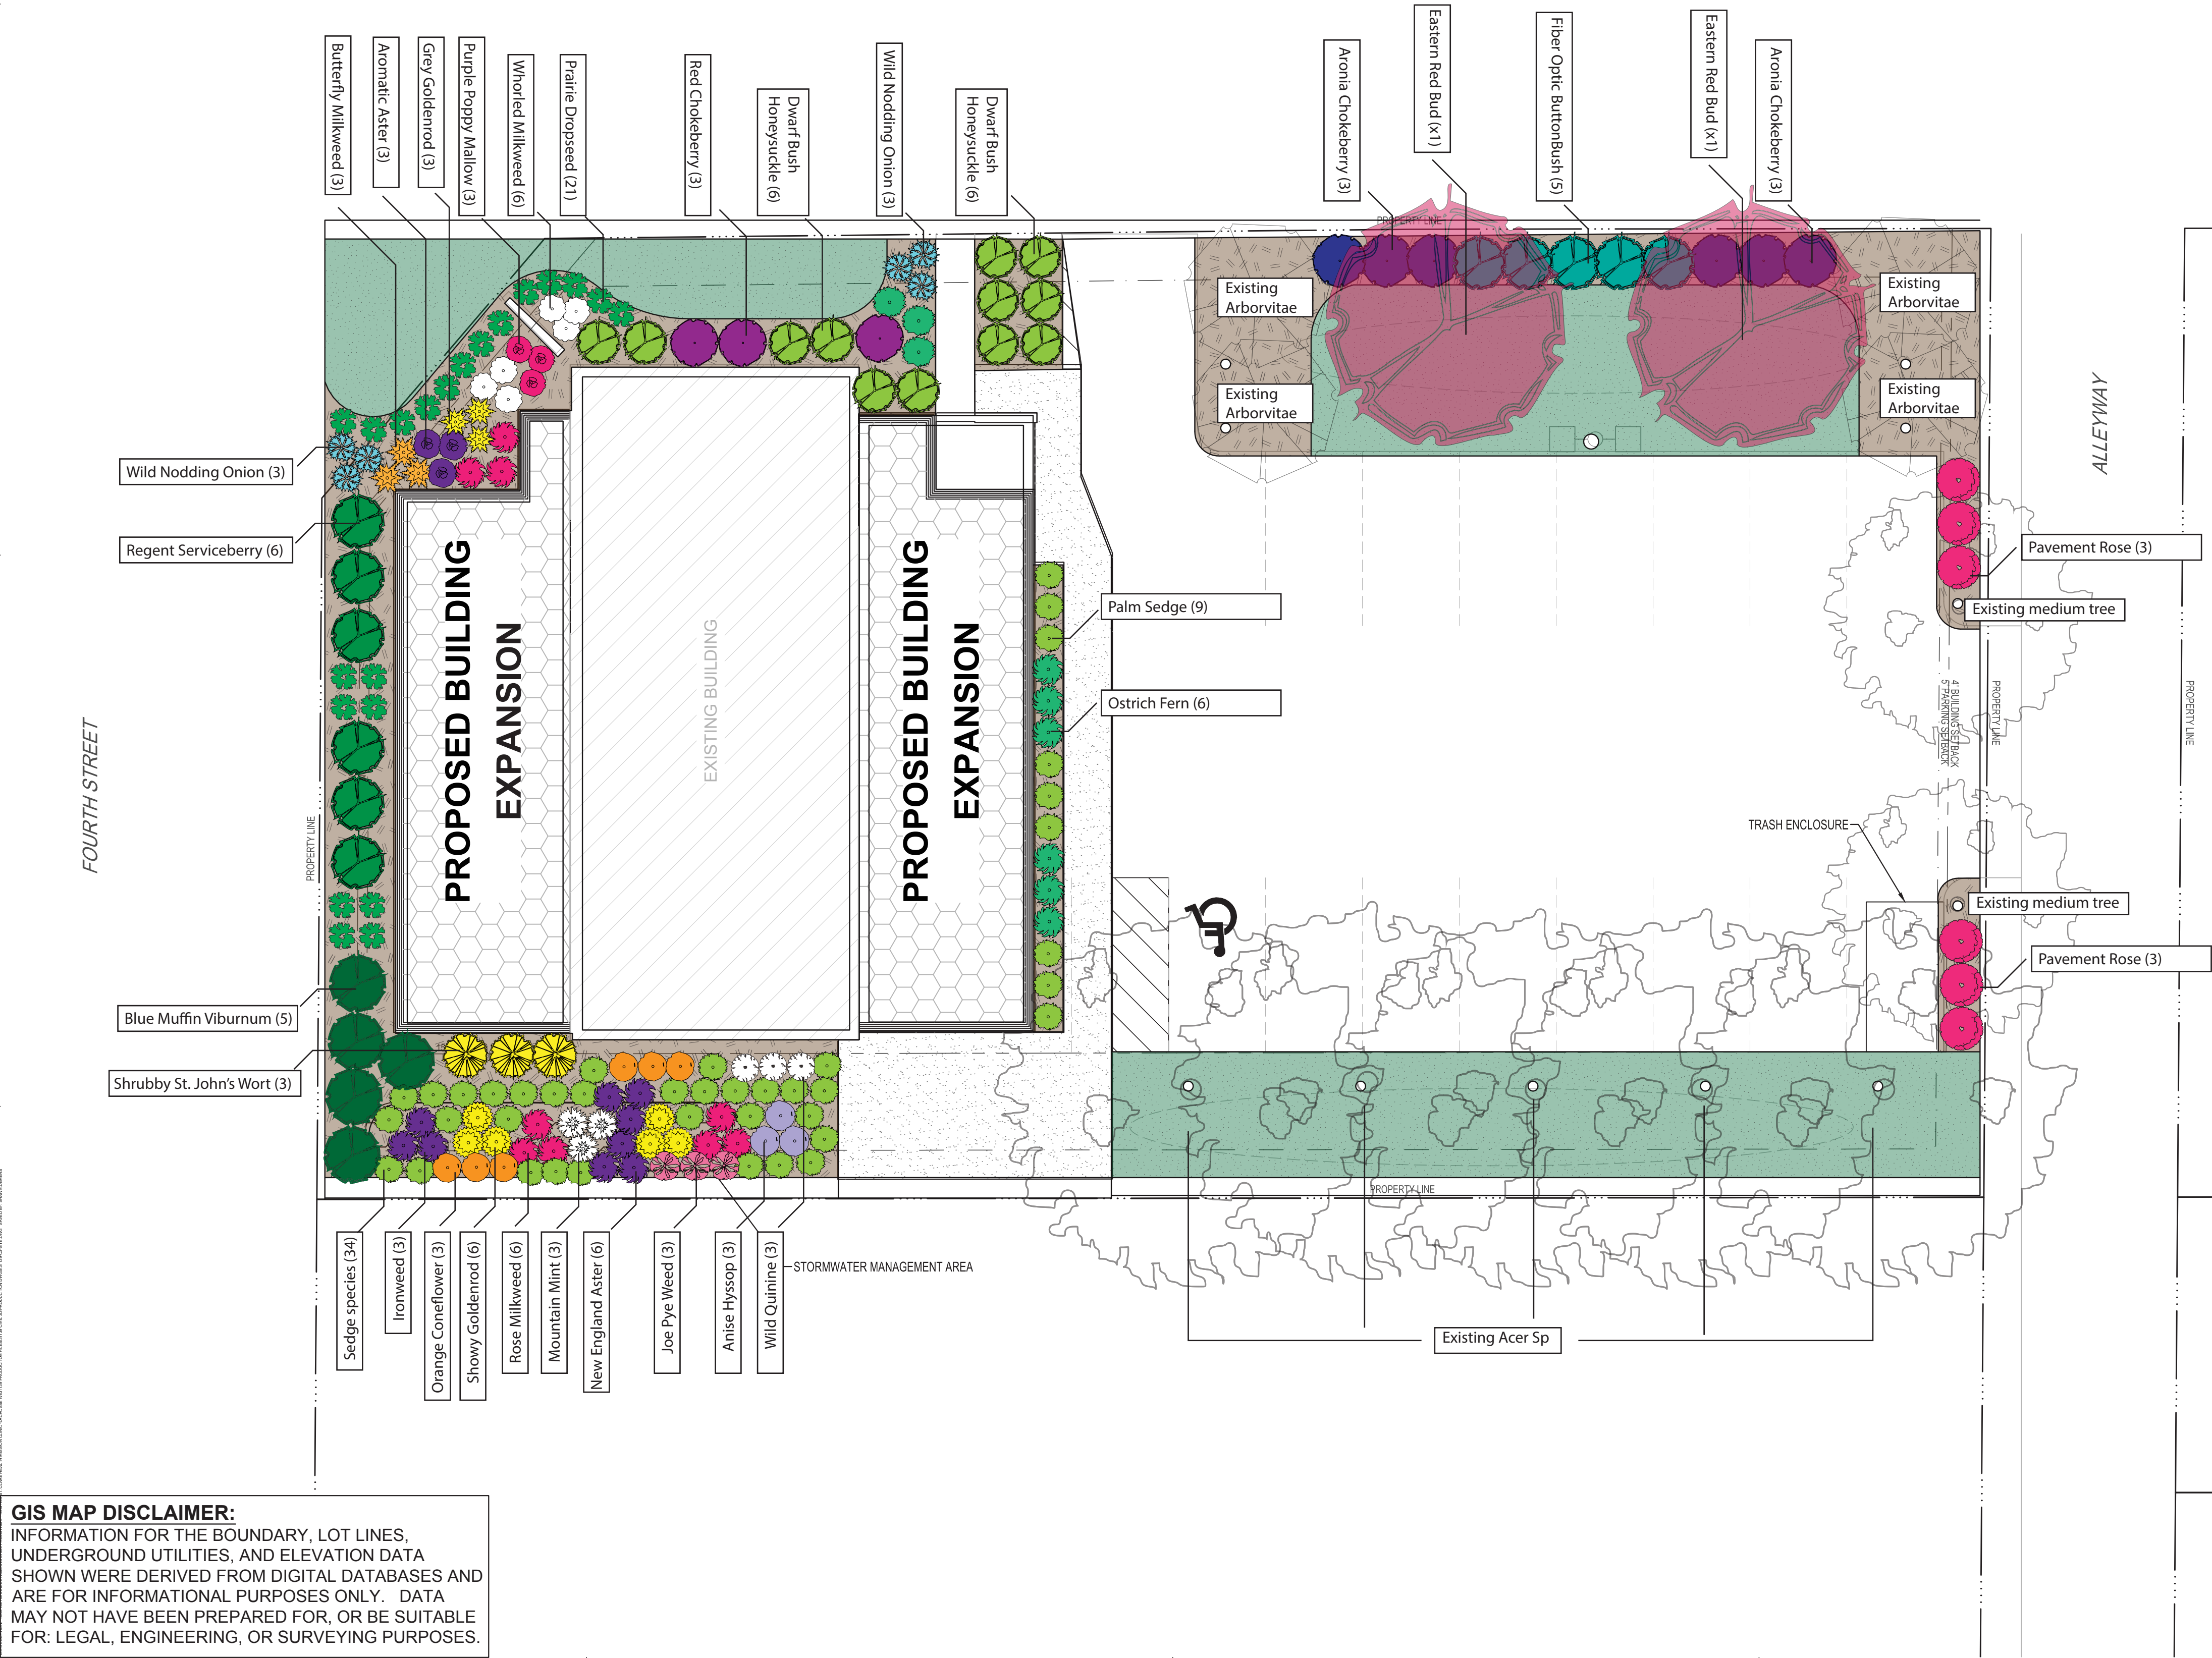 Butterfly Milkweed (3)
Aromatic Aster (3)
Grey Goldenrod (3)
Purple Poppy Mallow (3)
Whorled Milkweed (6)
Prairie Dropseed (21)
Red Chokeberry (3)
Dwarf Bush
Honeysuckle (6)
Wild Nodding Onion (3)
Dwarf Bush
Honeysuckle (6)
Aronia Chokeberry (3)
Eastern Red Bud (x1)
Fiber Optic ButtonBush (5)
Eastern Red Bud (x1)
Aronia Chokeberry (3)
PROPERTY LINE
Existing
Arborvitae
Existing
Arborvitae
Existing
Arborvitae
Existing
Arborvitae
ALLEYWAY
Wild Nodding Onion (3)
Regent Serviceberry (6)
PROPOSED BUILDING
EXPANSION
EXISTING BUILDING
PROPOSED BUILDING
EXPANSION
Palm Sedge (9)
Ostrich Fern (6)
Pavement Rose (3)
Existing medium tree
4' BUILDING SETBACK
5' PARKING SETBACK
PROPERTY LINE
PROPERTY LINE
FOURTH STREET
PROPERTY LINE
TRASH ENCLOSURE
Existing medium tree
Pavement Rose (3)
Blue Muffin Viburnum (5)
Shrubby St. John's Wort (3)
PROPERTY LINE
Sedge species (34)
Ironweed (3)
Orange Coneflower (3)
Showy Goldenrod (6)
Rose Milkweed (6)
Mountain Mint (3)
New England Aster (6)
Joe Pye Weed (3)
Anise Hyssop (3)
Wild Quinine (3)
STORMWATER MANAGEMENT AREA
Existing Acer Sp
GIS MAP DISCLAIMER:
INFORMATION FOR THE BOUNDARY, LOT LINES,
UNDERGROUND UTILITIES, AND ELEVATION DATA
SHOWN WERE DERIVED FROM DIGITAL DATABASES AND
ARE FOR INFORMATIONAL PURPOSES ONLY. DATA
MAY NOT HAVE BEEN PREPARED FOR, OR BE SUITABLE
FOR: LEGAL, ENGINEERING, OR SURVEYING PURPOSES.